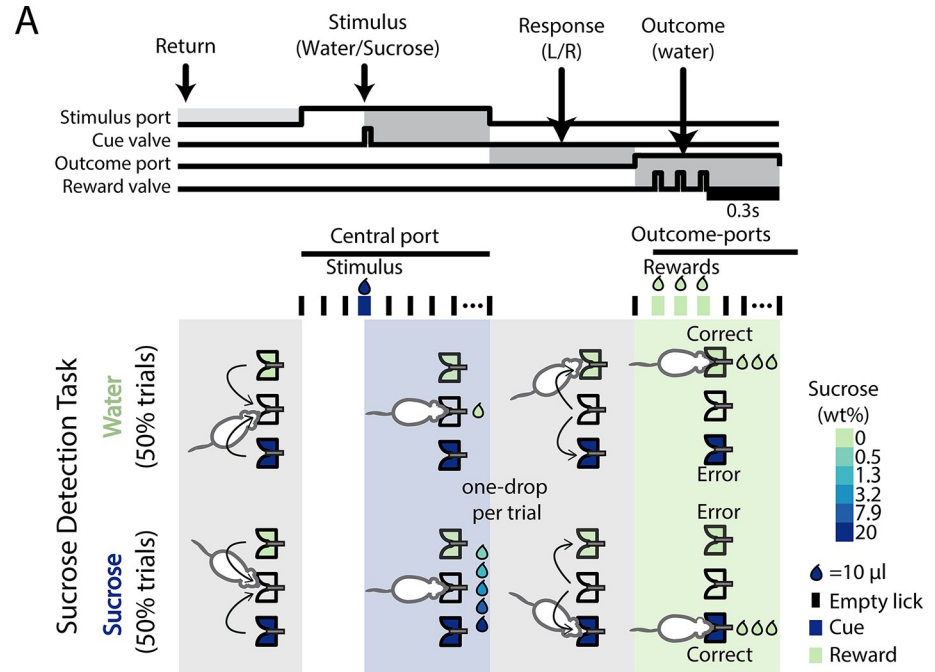 A
Return
Stimulus
(Water/Sucrose)
Response
(L/R)
Outcome
(water)
Stimulus port
Cue valve
Outcome port
Reward valve
0.3s
Central port
Stimulus
Outcome-ports
Rewards
Sucrose Detection Task
Water
(50% trials)
Sucrose
(50% trials)
one-drop
per trial
Correct
Error
Error
Correct
Sucrose
(wt%)
0
0.5
1.3
3.2
7.9
20
=10 µl
Empty lick
Cue
Reward